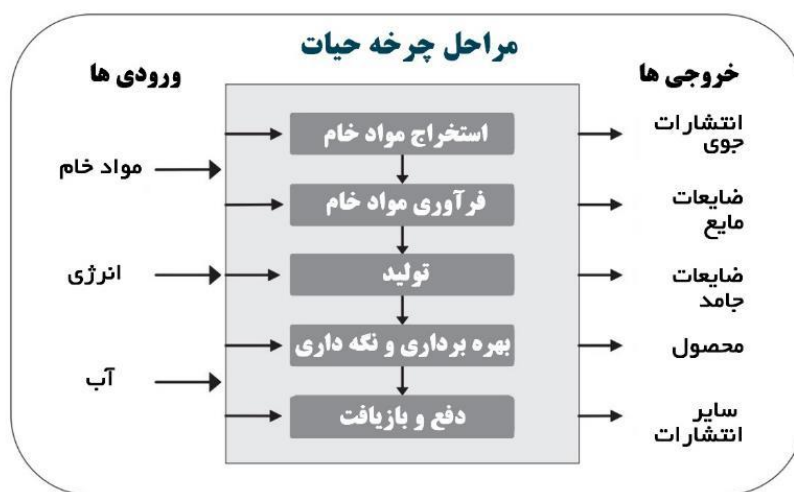 مراحل چرخه حیات
ورودی ها
خروجی ها
استخراج مواد خام
فرآوری مواد خام
تولید
بهره برداری و نگه داری
دفع و بازیافت
مواد خام
انرژی
آب
انتشارات
جوی
ضایعات
مایع
ضایعات
جامد
محصول
سایر
انتشارات